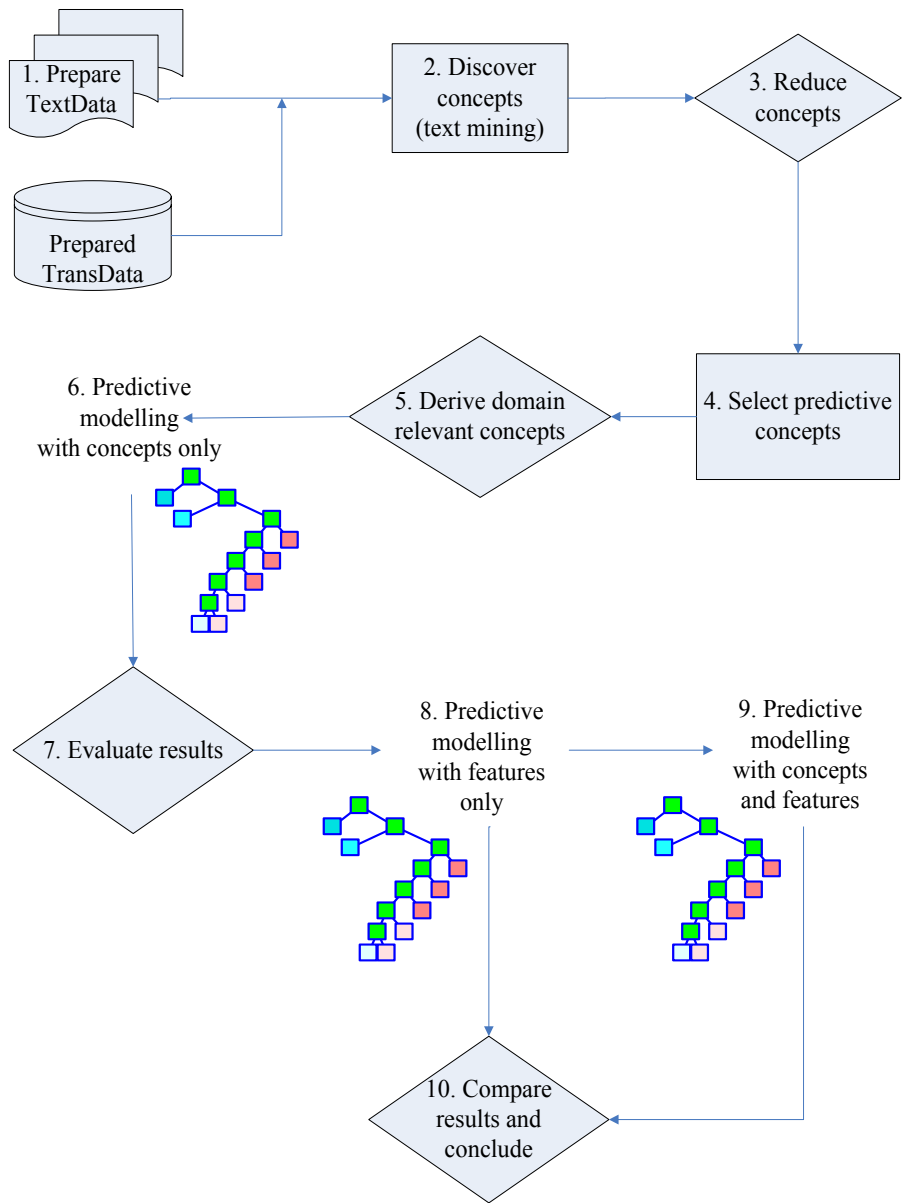 1. Prepare
TextData
2. Discover
concepts
(text mining)
3. Reduce
concepts
Prepared
TransData
4. Select predictive
concepts
5. Derive domain
relevant concepts
6. Predictive
modelling
with concepts only
7. Evaluate results
8. Predictive
modelling
with features
only
9. Predictive
modelling
with concepts
and features
10. Compare
results and
conclude